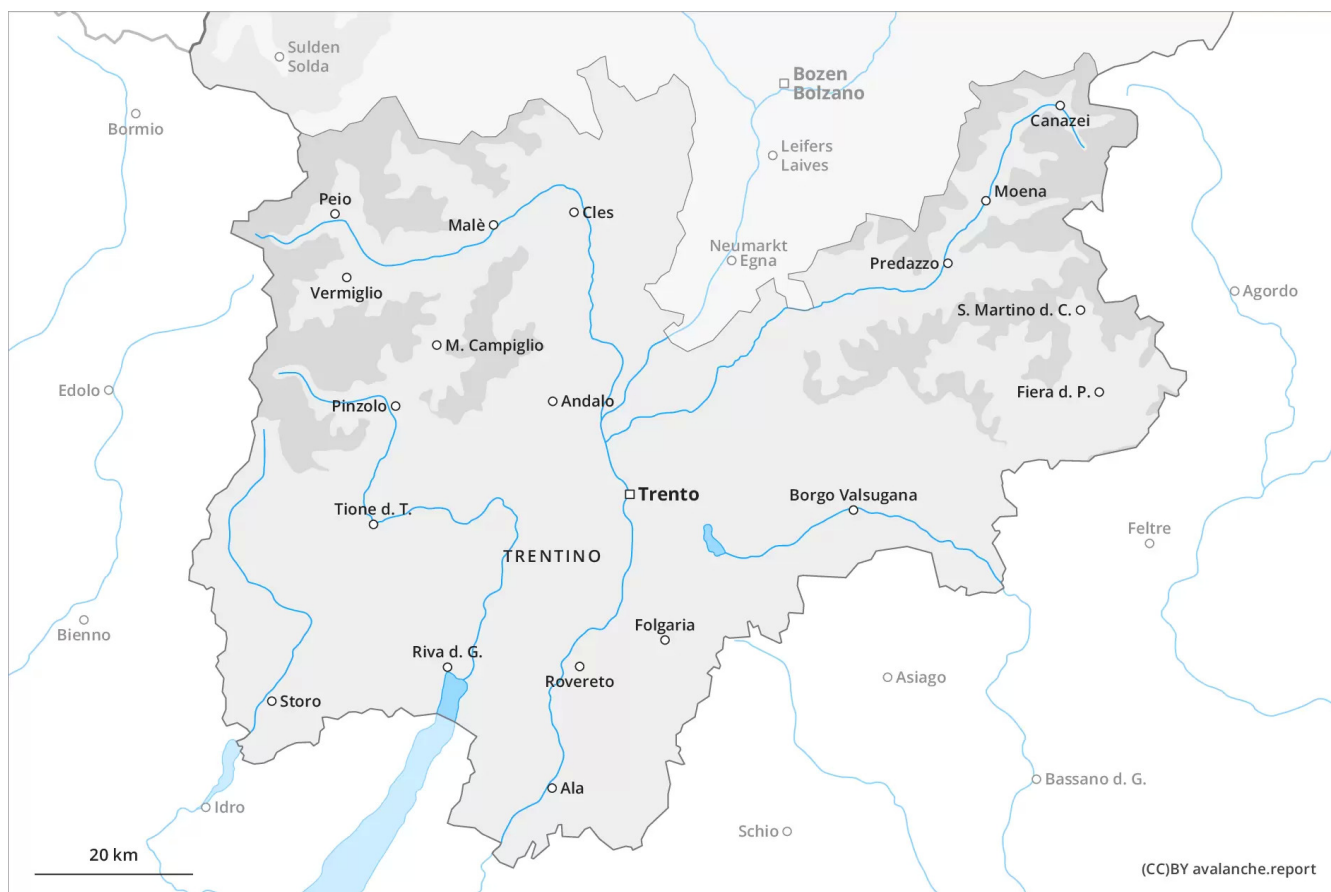 Sulden
Solda
Bozen
Bolzano
Canazei
Bormio
Leifers
Laives
Peio
Moena
Malè
Cles
Neumarkt
Egna
Predazzo
Vermiglio
Agordo
S. Martino d. C.
M. Campiglio
Edolo
Fiera d. P.
Pinzolo
Andalo
Trento
Borgo Valsugana
Tione d. T.
Feltre
TRENTINO
Bienno
Folgaria
Riva d. G.
Rovereto
Asiago
Storo
Bassano d. G.
Ala
Idro
Schio
20 km
(CC)BY avalanche.report